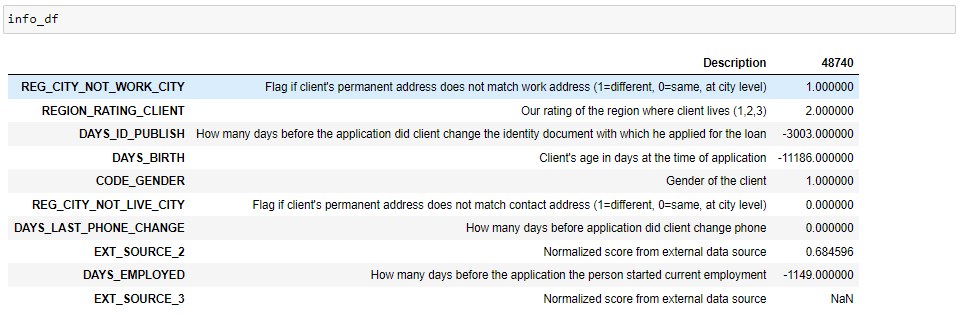 info_df
Description 48740
REG_CITY_NOT_WORK_CITY Flag if client's permanent address does not match work address (1=different, 0=same, at city level) 1.000000
REGION_RATING_CLIENT Our rating of the region where client lives (1,2,3) 2.000000
DAYS_ID_PUBLISH How many days before the application did client change the identity document with which he applied for the loan -3003.000000
DAYS_BIRTH Client's age in days at the time of application -11186.000000
CODE_GENDER Gender of the client 1.000000
REG_CITY_NOT_LIVE_CITY Flag if client's permanent address does not match contact address (1=different, 0=same, at city level) 0.000000
DAYS_LAST_PHONE_CHANGE How many days before application did client change phone 0.000000
EXT_SOURCE_2 Normalized score from external data source 0.684596
DAYS_EMPLOYED How many days before the application the person started current employment -1149.000000
EXT_SOURCE_3 Normalized score from external data source NaN